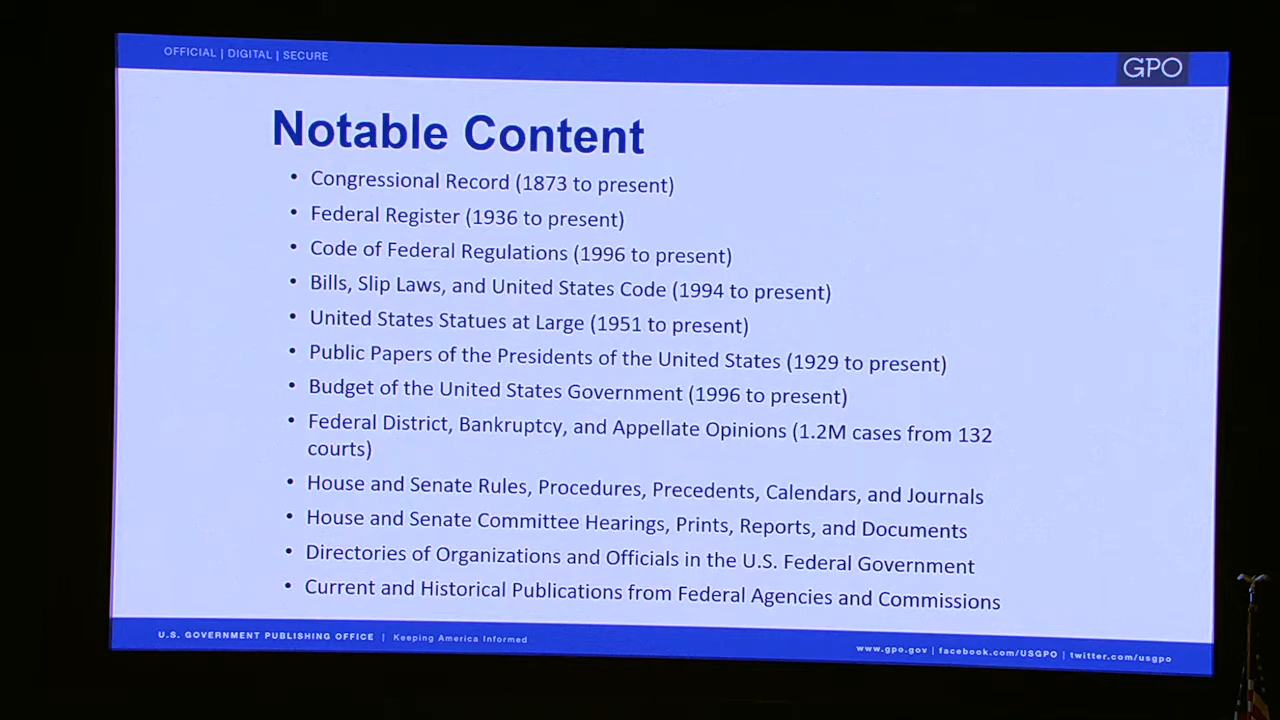 OFFICIAL | DIGITAL | SECURE
GPO
Notable Content
• Congressional Record (1873 to present)
• Federal Register (1936 to present)
• Code of Federal Regulations (1996 to present)
• Bills, Slip Laws, and United States Code (1994 to present)
• United States Statues at Large (1951 to present)
• Public Papers of the Presidents of the United States (1929 to present)
• Budget of the United States Government (1996 to present)
• Federal District, Bankruptcy, and Appellate Opinions (1.2M cases from 132
courts)
• House and Senate Rules, Procedures, Precedents, Calendars, and Journals
• House and Senate Committee Hearings, Prints, Reports, and Documents
• Directories of Organizations and Officials in the U.S. Federal Government
• Current and Historical Publications from Federal Agencies and Commissions
U.S. GOVERNMENT PUBLISHING OFFICE | Keeping America Informed
www.gpo.gov | facebook.com/USGPO | twitter.com/usgpo